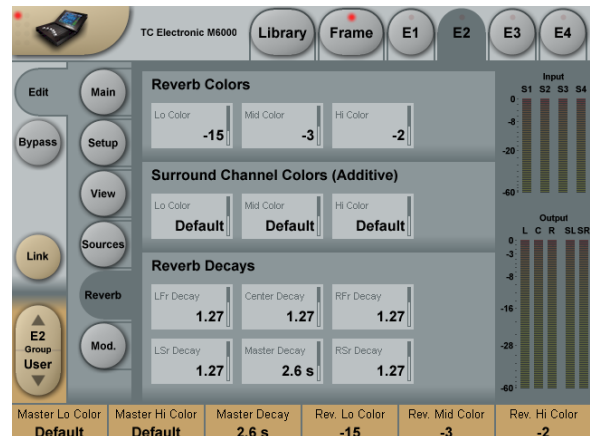 TC Electronic M6000
Library
Frame
E1
E2
E3
E4
Edit
Bypass
Link
E2
Group
User
Main
Setup
View
Sources
Reverb
Mod.
Reverb Colors
Lo Color
-15
Mid Color
-3
Hi Color
-2
Surround Channel Colors (Additive)
Lo Color
Default
Mid Color
Default
Hi Color
Default
Reverb Decays
LFr Decay
1.27
Center Decay
1.27
RFr Decay
1.27
LSr Decay
1.27
Master Decay
2.6 s
RSr Decay
1.27
Input
S1 S2 S3 S4
0
-8
-20
-60
Output
L C R SL SR
0
-3
-8
-16
-28
-60
Master Lo Color
Default
Master Hi Color
Default
Master Decay
2.6 s
Rev. Lo Color
-15
Rev. Mid Color
-3
Rev. Hi Color
-2